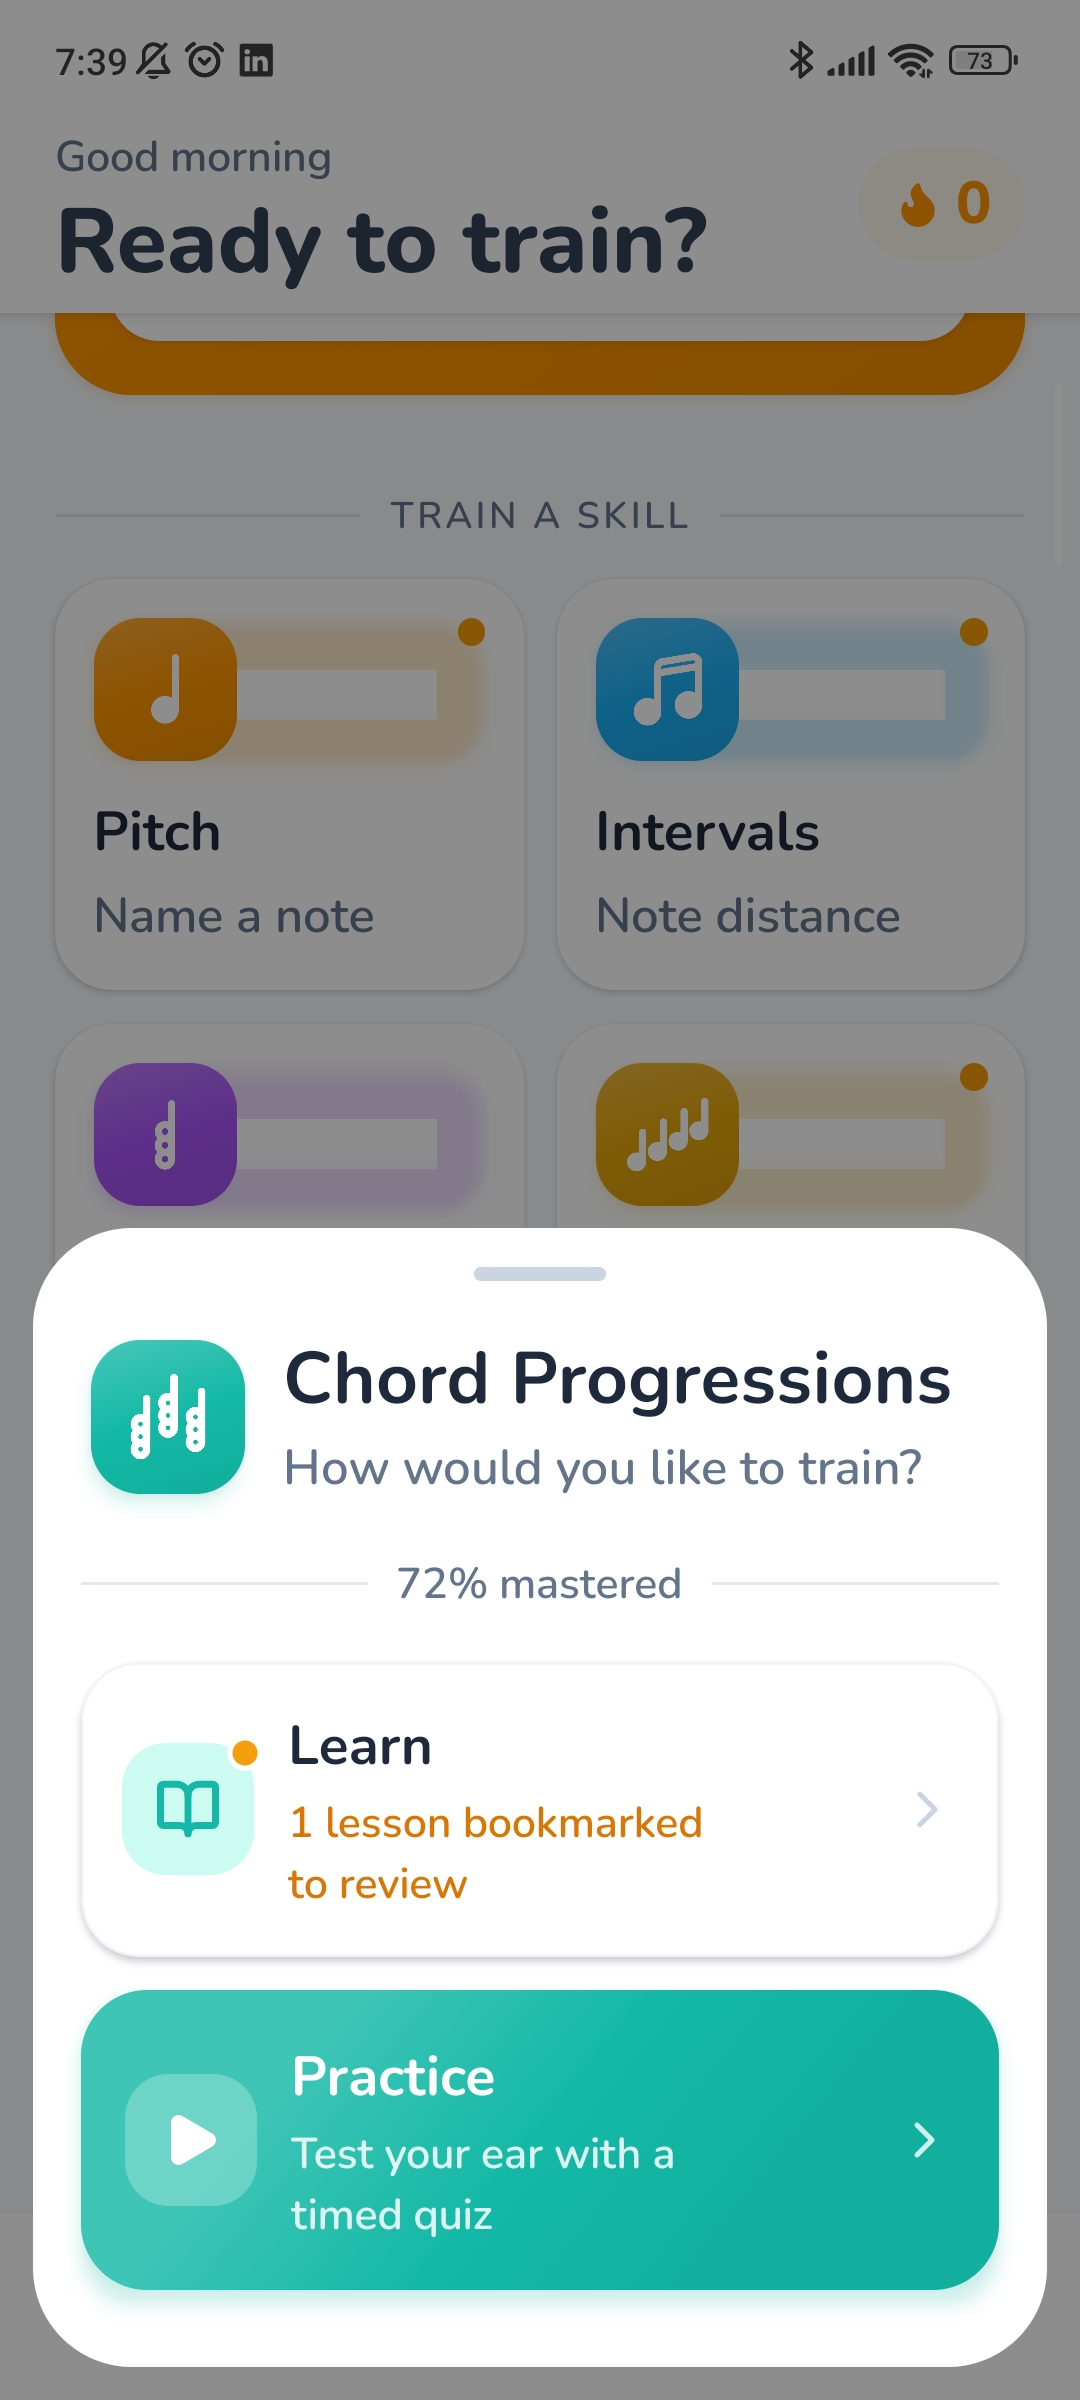 7:39
73
Good morning
Ready to train?
0
TRAIN A SKILL
Pitch
Name a note
Intervals
Note distance
Chord Progressions
How would you like to train?
72% mastered
Learn
1 lesson bookmarked
to review
Practice
Test your ear with a
timed quiz